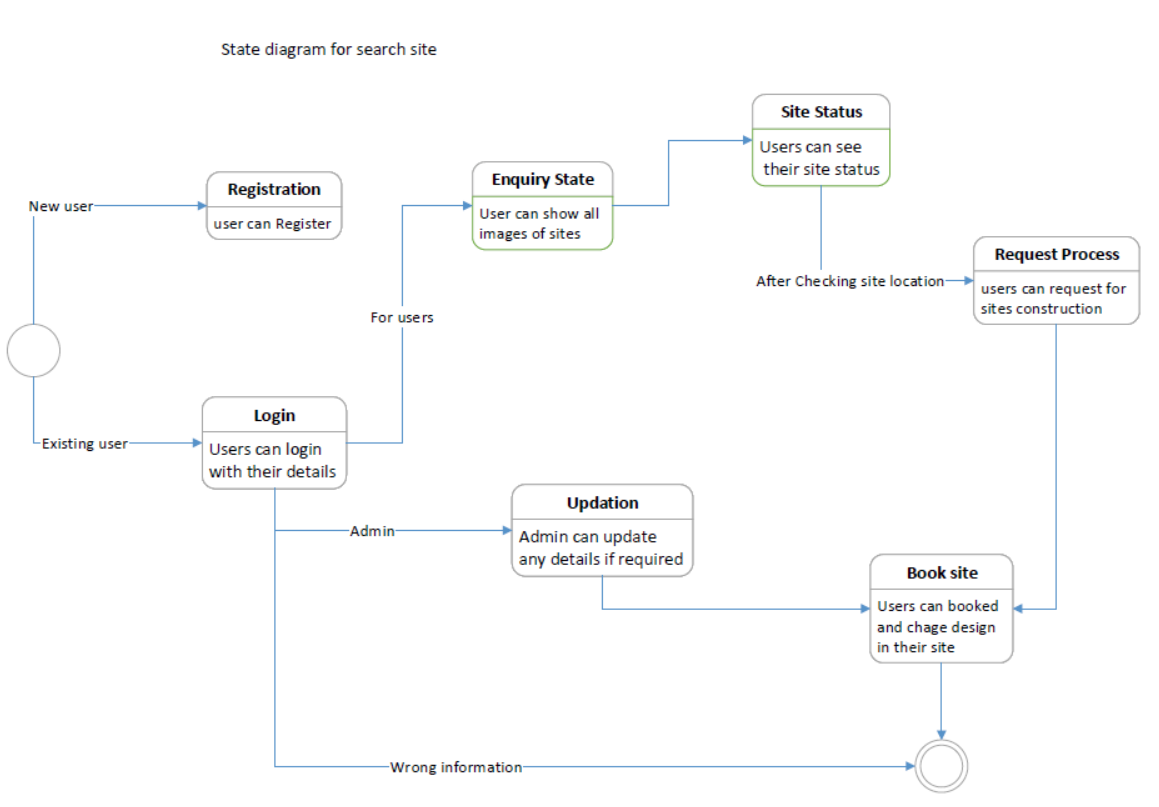 State diagram for search site
Site Status
Users can see
their site status
Enquiry State
User can show all
images of sites
Registration
user can Register
New user
Request Process
users can request for
sites construction
After Checking site location
For users
Login
Users can login
with their details
Existing user
Updation
Admin can update
any details if required
Admin
Book site
Users can booked
and chage design
in their site
Wrong information